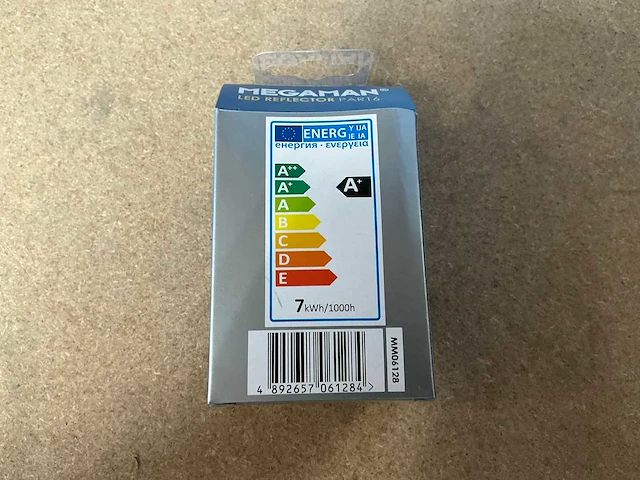 MEGAMAN®
LED REFLECTOR PAR16
ENERG Y IJA
IE IA
енергия · ενεργεια
A++
A+
A+
A
B
C
D
E
7 kWh/1000h
MM06128
4 892657 061284 >